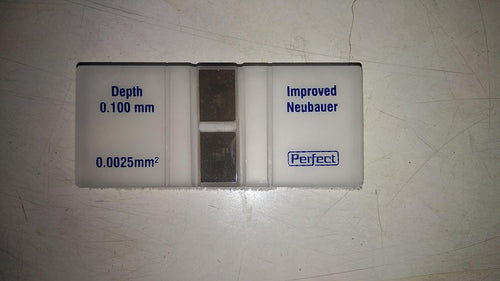 Depth
0.100 mm
0.0025mm²
Improved
Neubauer
Perfect